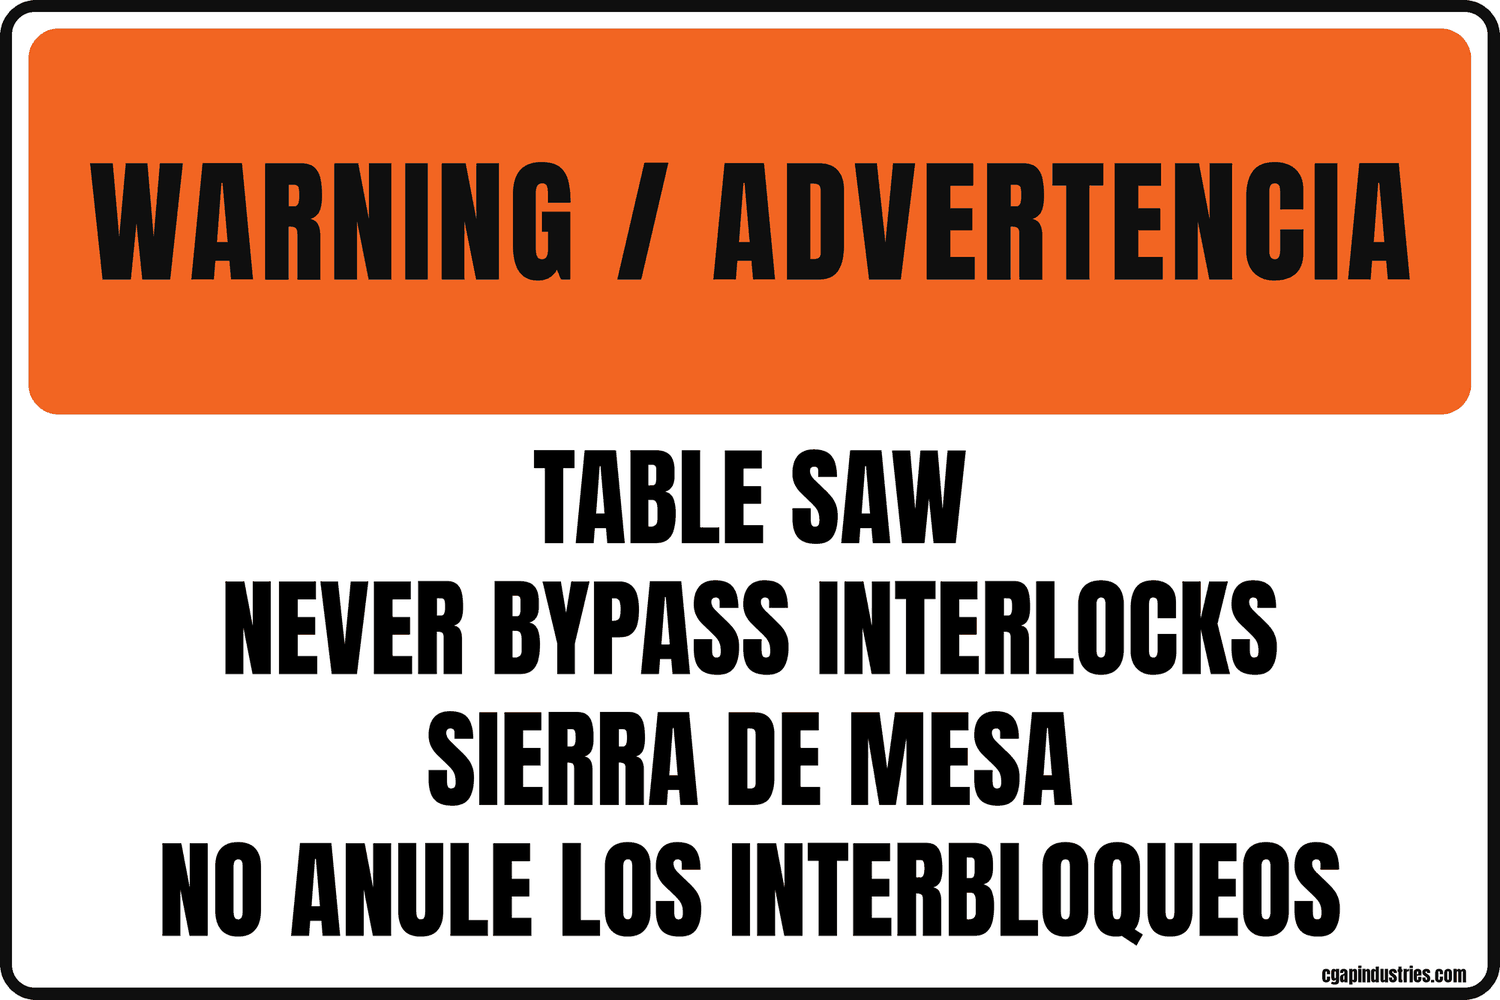 WARNING / ADVERTENCIA
TABLE SAW
NEVER BYPASS INTERLOCKS
SIERRA DE MESA
NO ANULE LOS INTERBLOQUEOS
cgapindustries.com